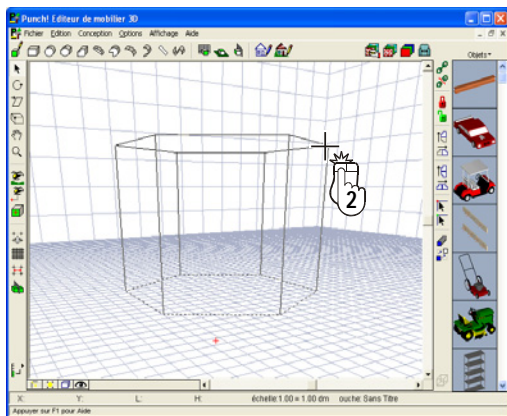 Punch! Editeur de mobilier 3D
Fichier Edition Conception Options Affichage Aide
Objets
2
X: Y: L: H: échelle:1.00 = 1.00 dm ouche: Sans Titre
Appuyer sur F1 pour Aide